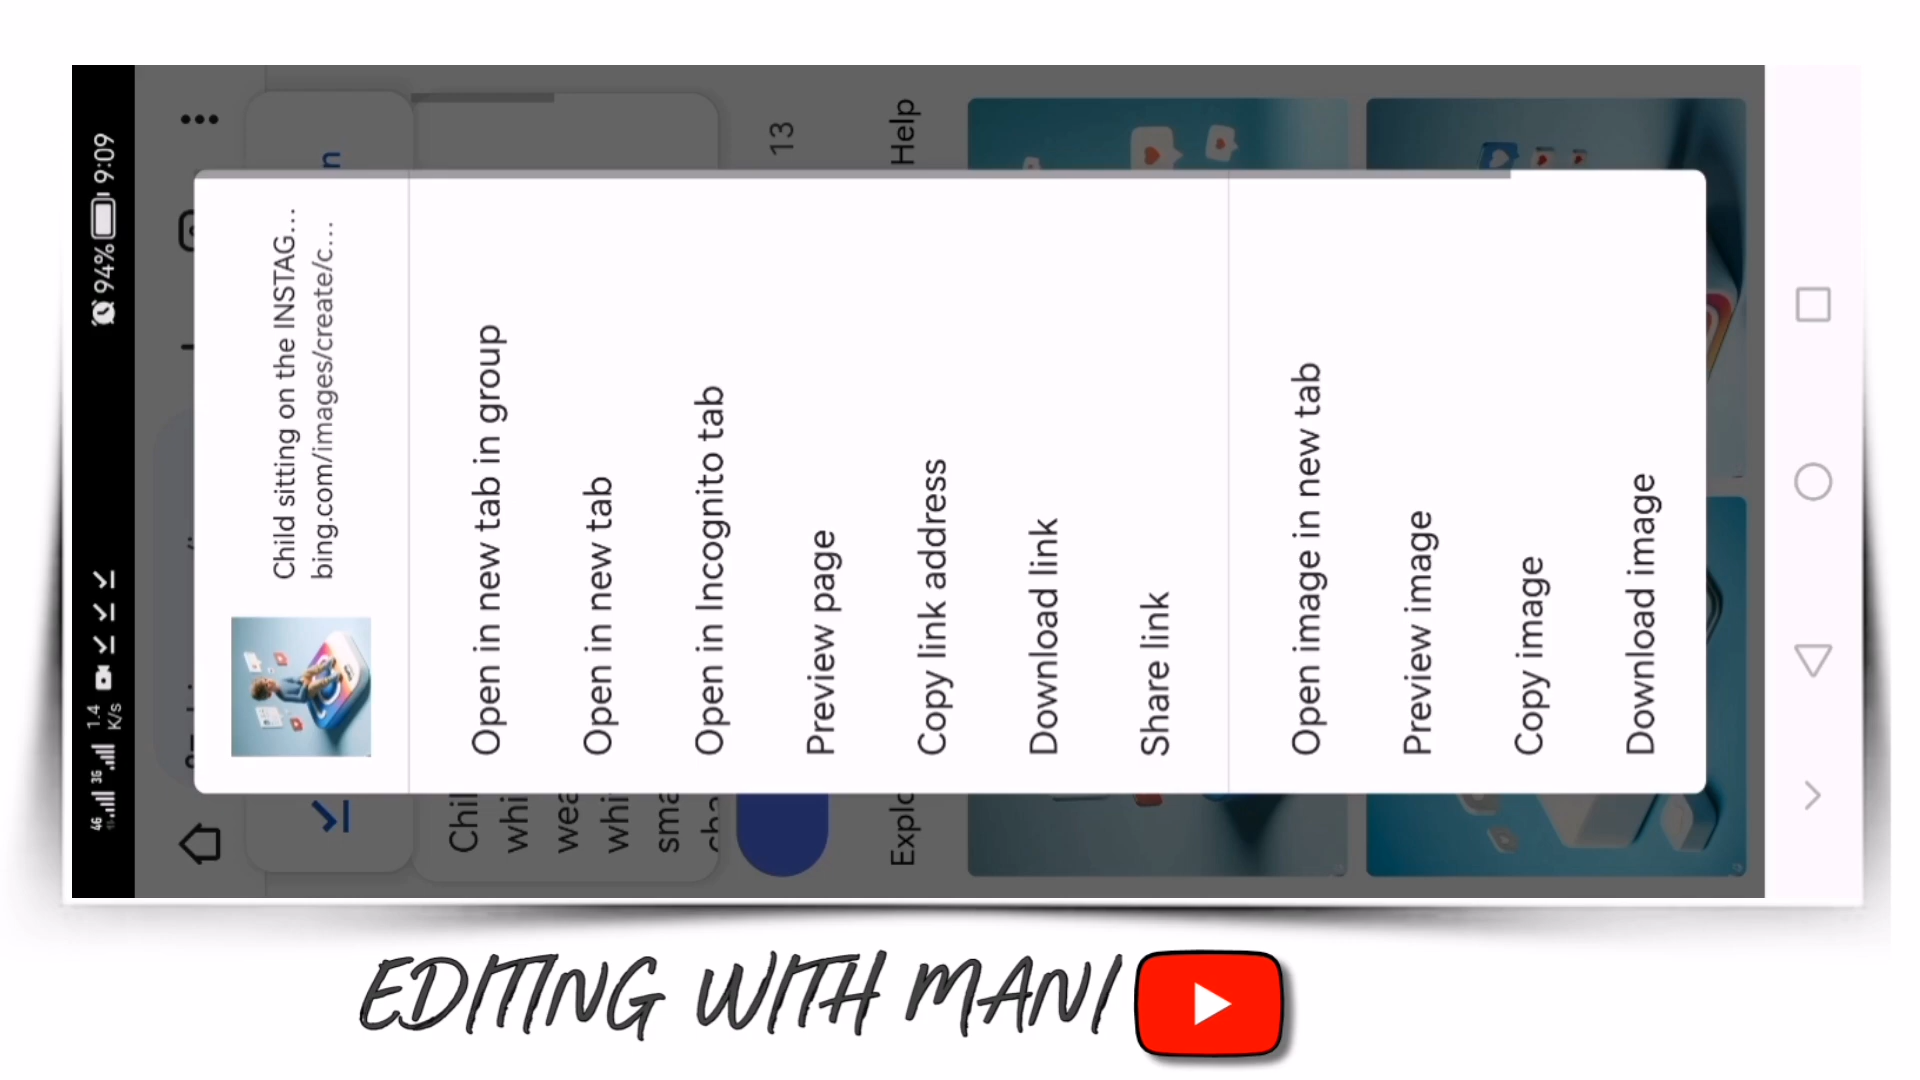 4G 3G 1.4 K/s 94% 9:09
Child sitting on the INSTAG...
bing.com/images/create/c...
Open in new tab in group
Open in new tab
Open in Incognito tab
Preview page
Copy link address
Download link
Share link
Open image in new tab
Preview image
Copy image
Download image
13
Help
EDITING WITH MANI